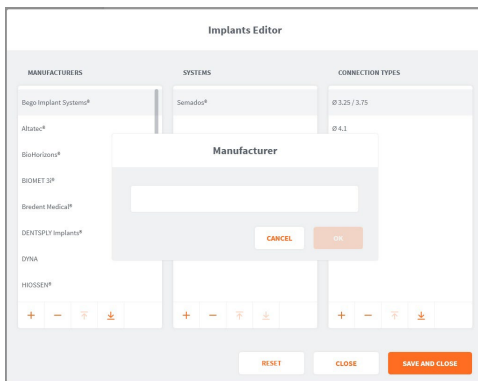 Implants Editor
MANUFACTURERS
SYSTEMS
CONNECTION TYPES
Bego Implant Systems®
Semados®
Ø 3.25 / 3.75
Altatec®
Ø 4.1
BioHorizons®
Manufacturer
BIOMET 3i®
Bredent Medical®
DENTSPLY Implants®
CANCEL
OK
DYNA
HIOSSEN®
RESET
CLOSE
SAVE AND CLOSE